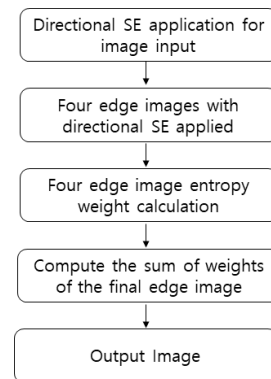 Directional SE application for
image input
Four edge images with
directional SE applied
Four edge image entropy
weight calculation
Compute the sum of weights
of the final edge image
Output Image